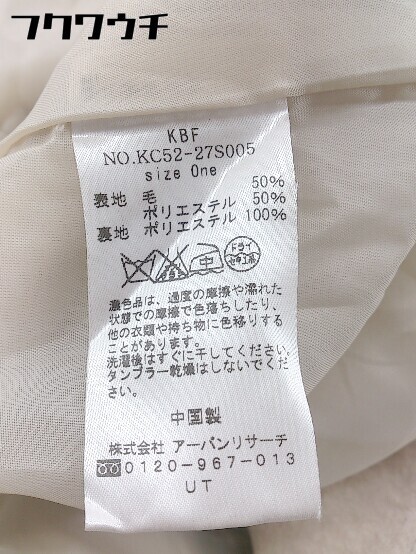 フクワウチ
KBF
NO.KC52-27S005
size One
表地 毛 50%
ポリエステル 50%
裏地 ポリエステル 100%
中 ドライ
濃色品は、過度の摩擦や濡れた
状態での摩擦で色落ちしたり、
他の衣類や持ち物に色移りする
ことがあります。
洗濯後はすぐに干してください。
タンブラー乾燥はしないでくだ
さい。
中国製
株式会社 アーバンリサーチ
0120-967-013
UT